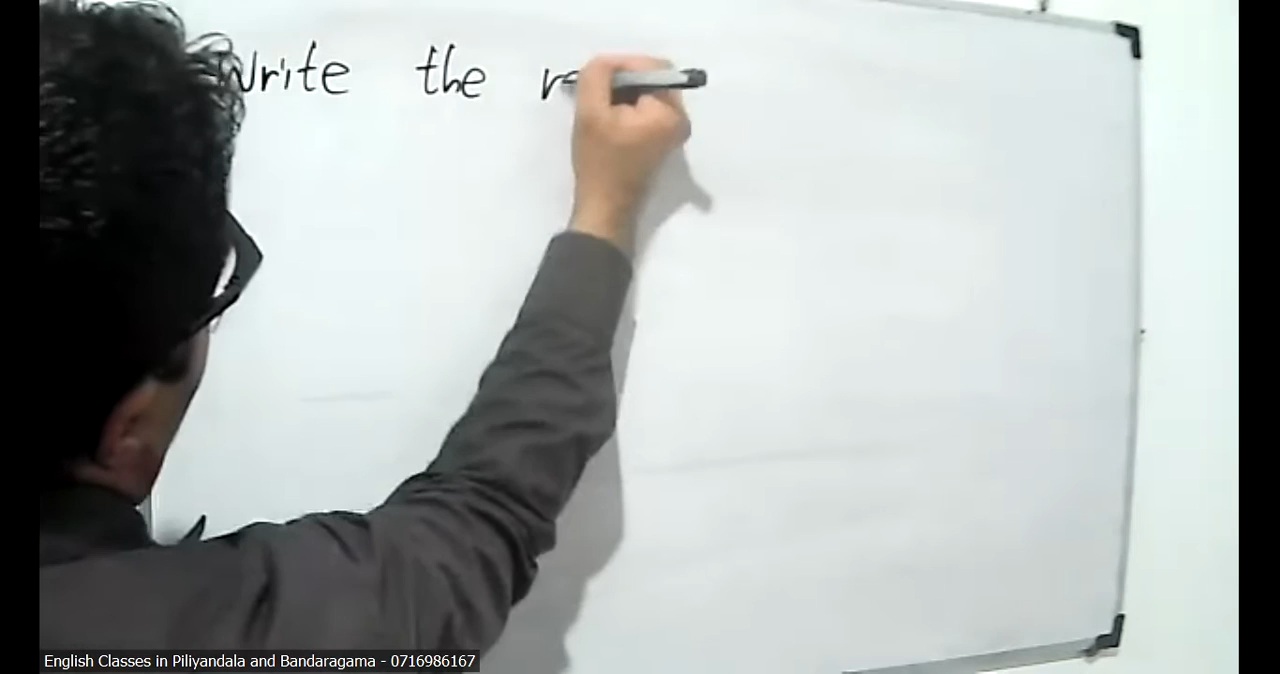 Write the
English Classes in Piliyandala and Bandaragama - 0716986167